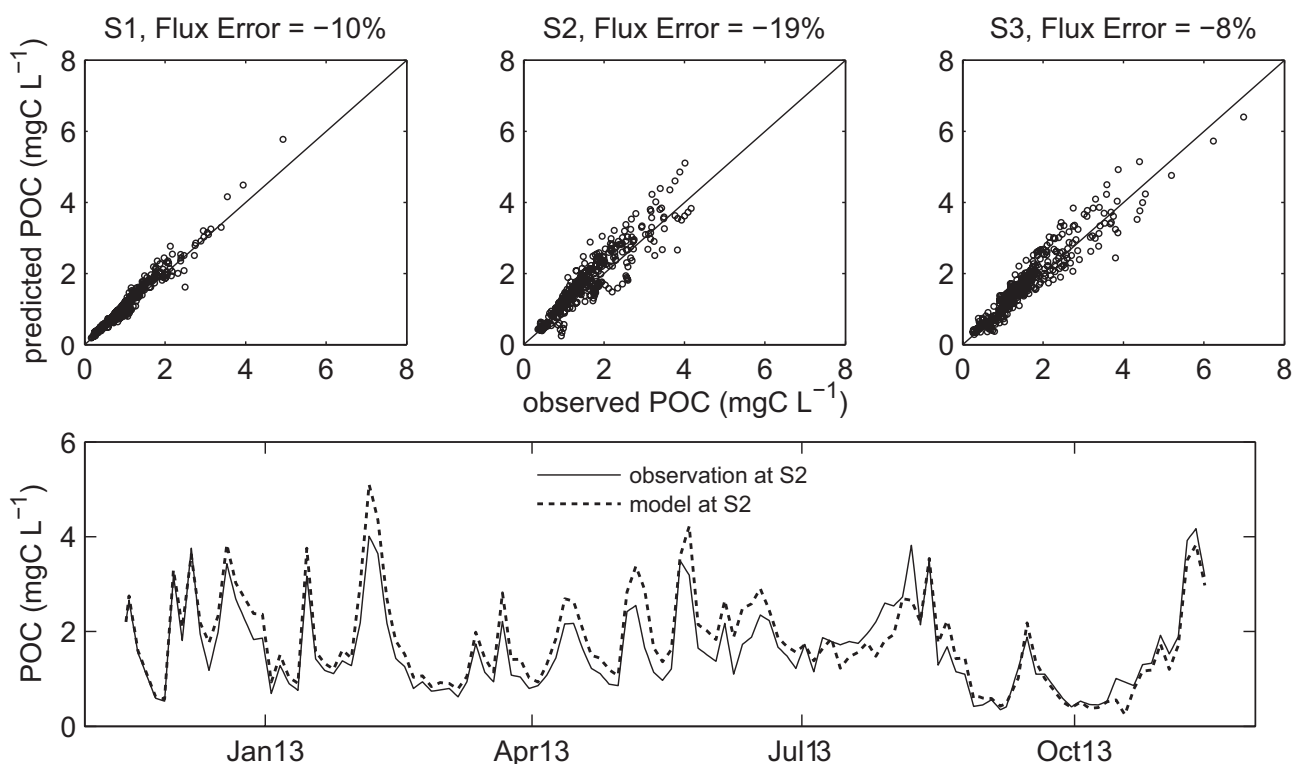 S1, Flux Error = −10%
S2, Flux Error = −19%
S3, Flux Error = −8%
predicted POC (mgC L⁻¹)
8
6
4
2
0
0 2 4 6 8
8
6
4
2
0
0 2 4 6 8
8
6
4
2
0
0 2 4 6 8
observed POC (mgC L⁻¹)
POC (mgC L⁻¹)
6
4
2
0
observation at S2
model at S2
Jan13 Apr13 Jul13 Oct13